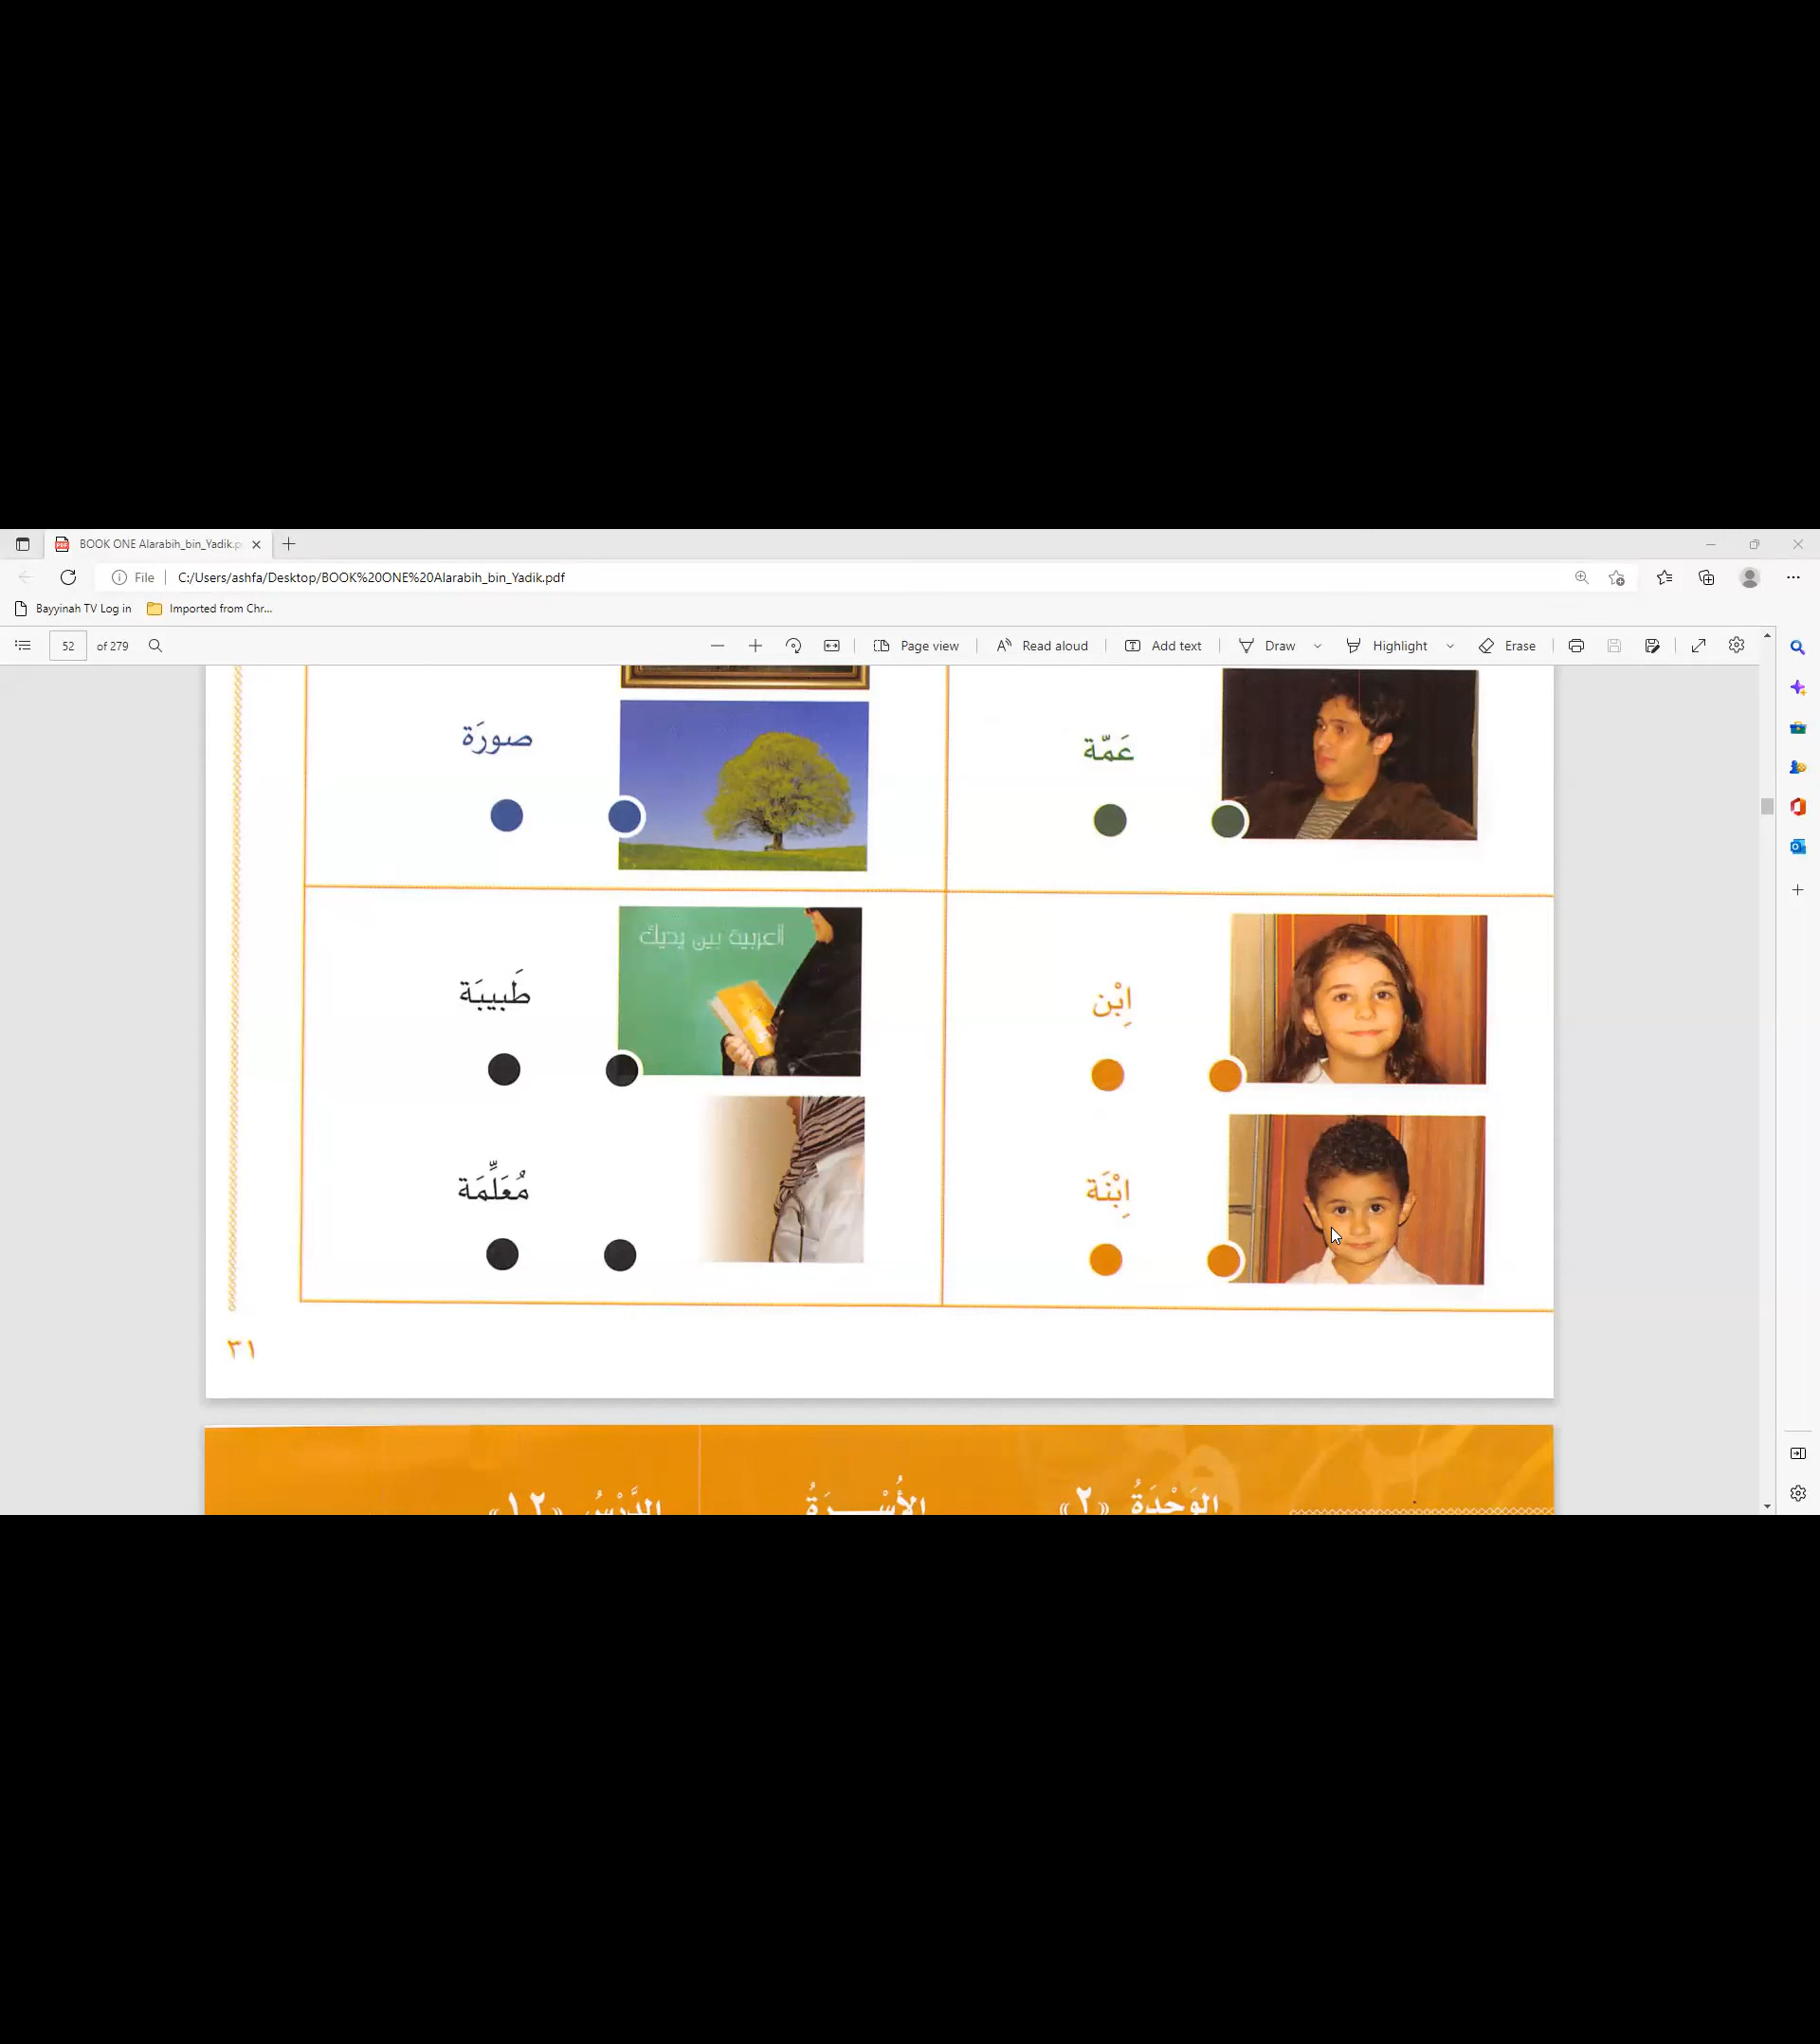 BOOK ONE Alarabih_bin_Yadik.p
File
C:/Users/ashfa/Desktop/BOOK%20ONE%20Alarabih_bin_Yadik.pdf
Bayyinah TV Log in
Imported from Chr...
52
of 279
Page view
Read aloud
Add text
Draw
Highlight
Erase
عَمّة
صورَة
العربية بين يديك
اِبْن
طَبيبَة
اِبْنَة
مُعَلِّمَة
٣١
الوَحْدَةُ «٢»
الأُسْـــرَةُ
الدَّرْسُ «١٢»